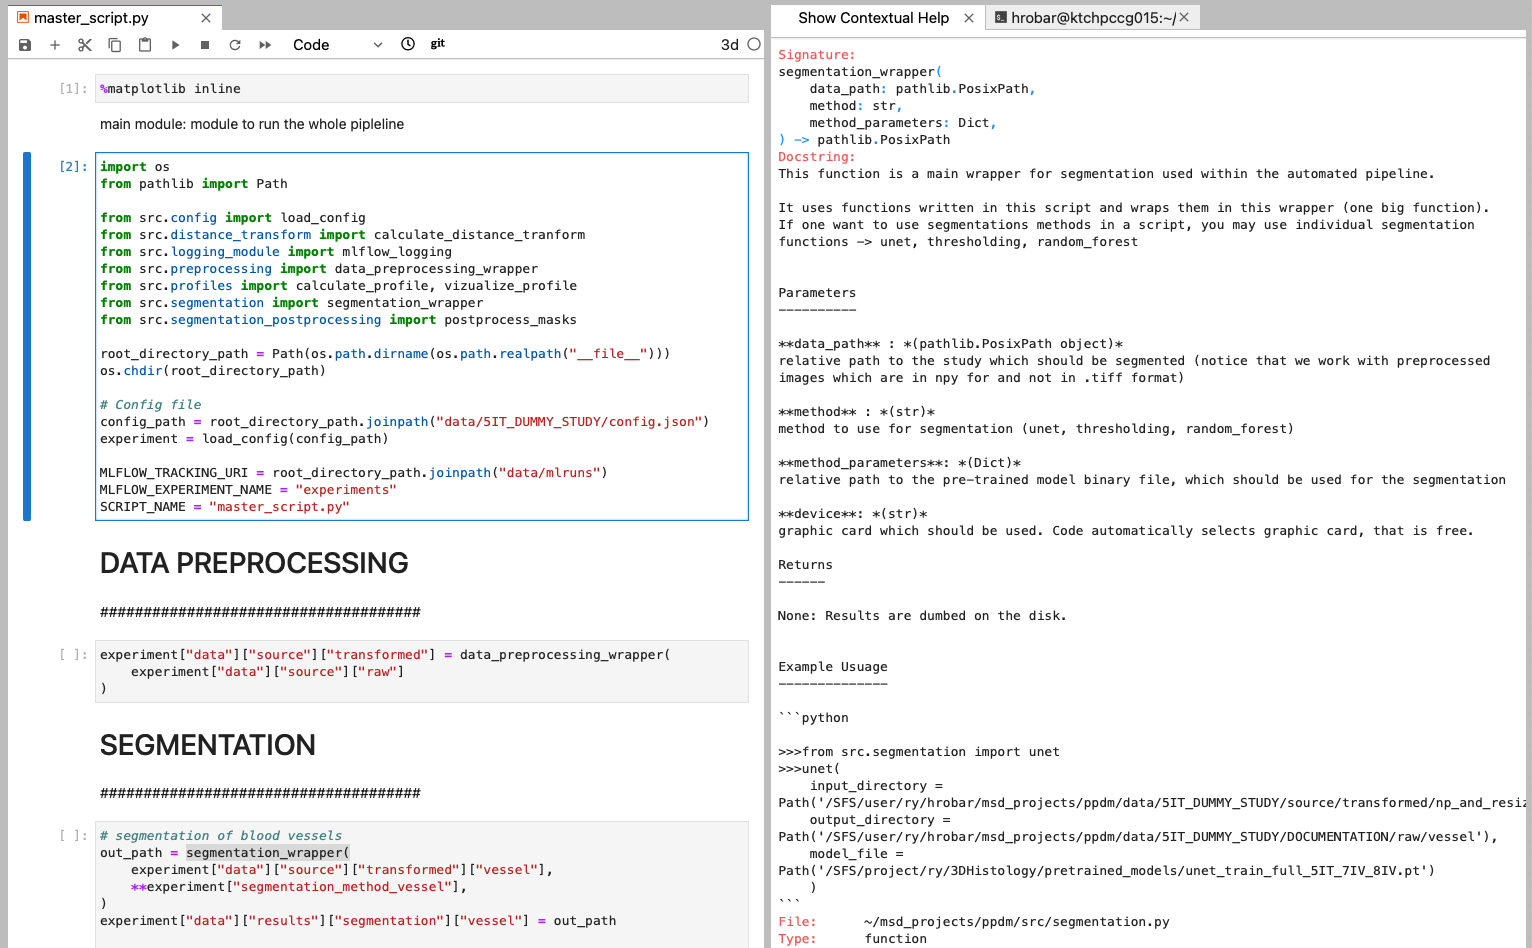 master_script.py
Code
git
3d
[1]:
%matplotlib inline
main module: module to run the whole pipleline
[2]:
import os
from pathlib import Path
from src.config import load_config
from src.distance_transform import calculate_distance_tranform
from src.logging_module import mlflow_logging
from src.preprocessing import data_preprocessing_wrapper
from src.profiles import calculate_profile, vizualize_profile
from src.segmentation import segmentation_wrapper
from src.segmentation_postprocessing import postprocess_masks
root_directory_path = Path(os.path.dirname(os.path.realpath("__file__")))
os.chdir(root_directory_path)
# Config file
config_path = root_directory_path.joinpath("data/5IT_DUMMY_STUDY/config.json")
experiment = load_config(config_path)
MLFLOW_TRACKING_URI = root_directory_path.joinpath("data/mlruns")
MLFLOW_EXPERIMENT_NAME = "experiments"
SCRIPT_NAME = "master_script.py"
DATA PREPROCESSING
#####################################
[ ]:
experiment["data"]["source"]["transformed"] = data_preprocessing_wrapper(
    experiment["data"]["source"]["raw"]
)
SEGMENTATION
#####################################
[ ]:
# segmentation of blood vessels
out_path = segmentation_wrapper(
    experiment["data"]["source"]["transformed"]["vessel"],
    **experiment["segmentation_method_vessel"],
)
experiment["data"]["results"]["segmentation"]["vessel"] = out_path
Show Contextual Help
hrobar@ktchpccg015:~/
Signature:
segmentation_wrapper(
    data_path: pathlib.PosixPath,
    method: str,
    method_parameters: Dict,
) -> pathlib.PosixPath
Docstring:
This function is a main wrapper for segmentation used within the automated pipeline.
It uses functions written in this script and wraps them in this wrapper (one big function).
If one want to use segmentations methods in a script, you may use individual segmentation
functions -> unet, thresholding, random_forest
Parameters
----------
**data_path** : *(pathlib.PosixPath object)*
relative path to the study which should be segmented (notice that we work with preprocessed
images which are in npy for and not in .tiff format)
**method** : *(str)*
method to use for segmentation (unet, thresholding, random_forest)
**method_parameters**: *(Dict)*
relative path to the pre-trained model binary file, which should be used for the segmentation
**device**: *(str)*
graphic card which should be used. Code automatically selects graphic card, that is free.
Returns
------
None: Results are dumbed on the disk.
Example Usuage
--------------
```python
>>>from src.segmentation import unet
>>>unet(
    input_directory =
Path('/SFS/user/ry/hrobar/msd_projects/ppdm/data/5IT_DUMMY_STUDY/source/transformed/np_and_resiz
    output_directory =
Path('/SFS/user/ry/hrobar/msd_projects/ppdm/data/5IT_DUMMY_STUDY/DOCUMENTATION/raw/vessel'),
    model_file =
Path('/SFS/project/ry/3DHistology/pretrained_models/unet_train_full_5IT_7IV_8IV.pt')
    )
```
File:      ~/msd_projects/ppdm/src/segmentation.py
Type:      function